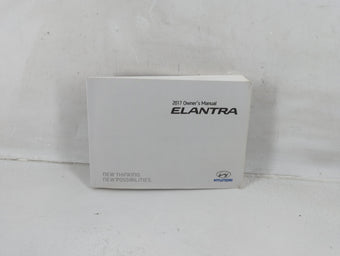 2017 Owner's Manual
ELANTRA
NEW THINKING.
NEW POSSIBILITIES.
HYUNDAI